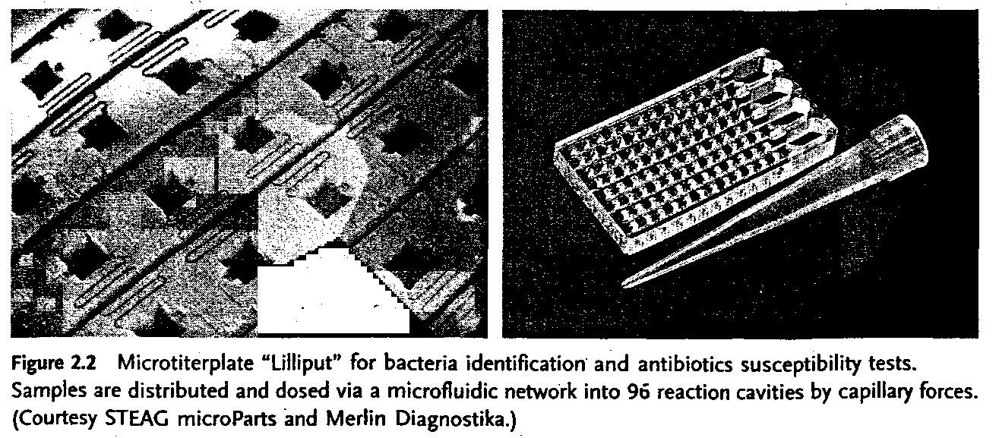 Figure 2.2 Microtiterplate “Lilliput” for bacteria identification and antibiotics susceptibility tests.
Samples are distributed and dosed via a microfluidic network into 96 reaction cavities by capillary forces.
(Courtesy STEAG microParts and Merlin Diagnostika.)